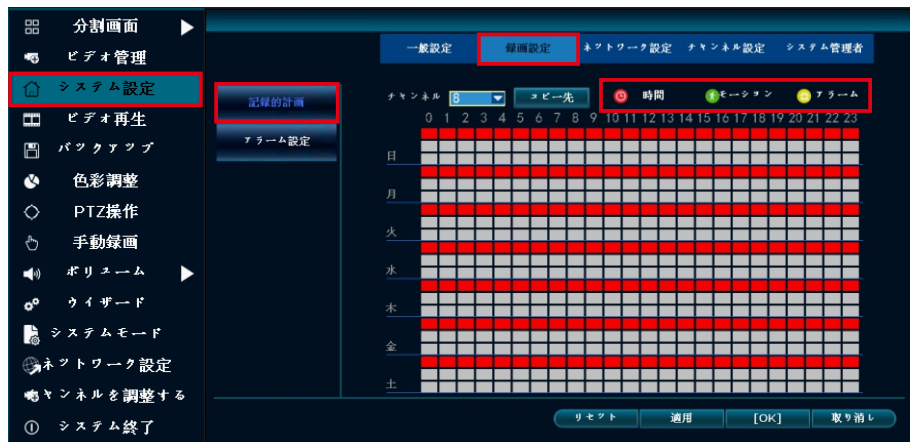 分割画面
ビデオ管理
システム設定
ビデオ再生
バックアップ
色彩調整
PTZ操作
手動録画
ボリューム
ウイザード
システムモード
ネットワーク設定
ャンネルを調整する
システム終了
一般設定 録画設定 ネットワーク設定 チャンネル設定 システム管理者
記録的計画
アラーム設定
チャンネル 8 コピー先 時間 モーション アラーム
0 1 2 3 4 5 6 7 8 9 10 11 12 13 14 15 16 17 18 19 20 21 22 23
日
月
火
水
木
金
土
リセット 適用 [OK] 取り消し